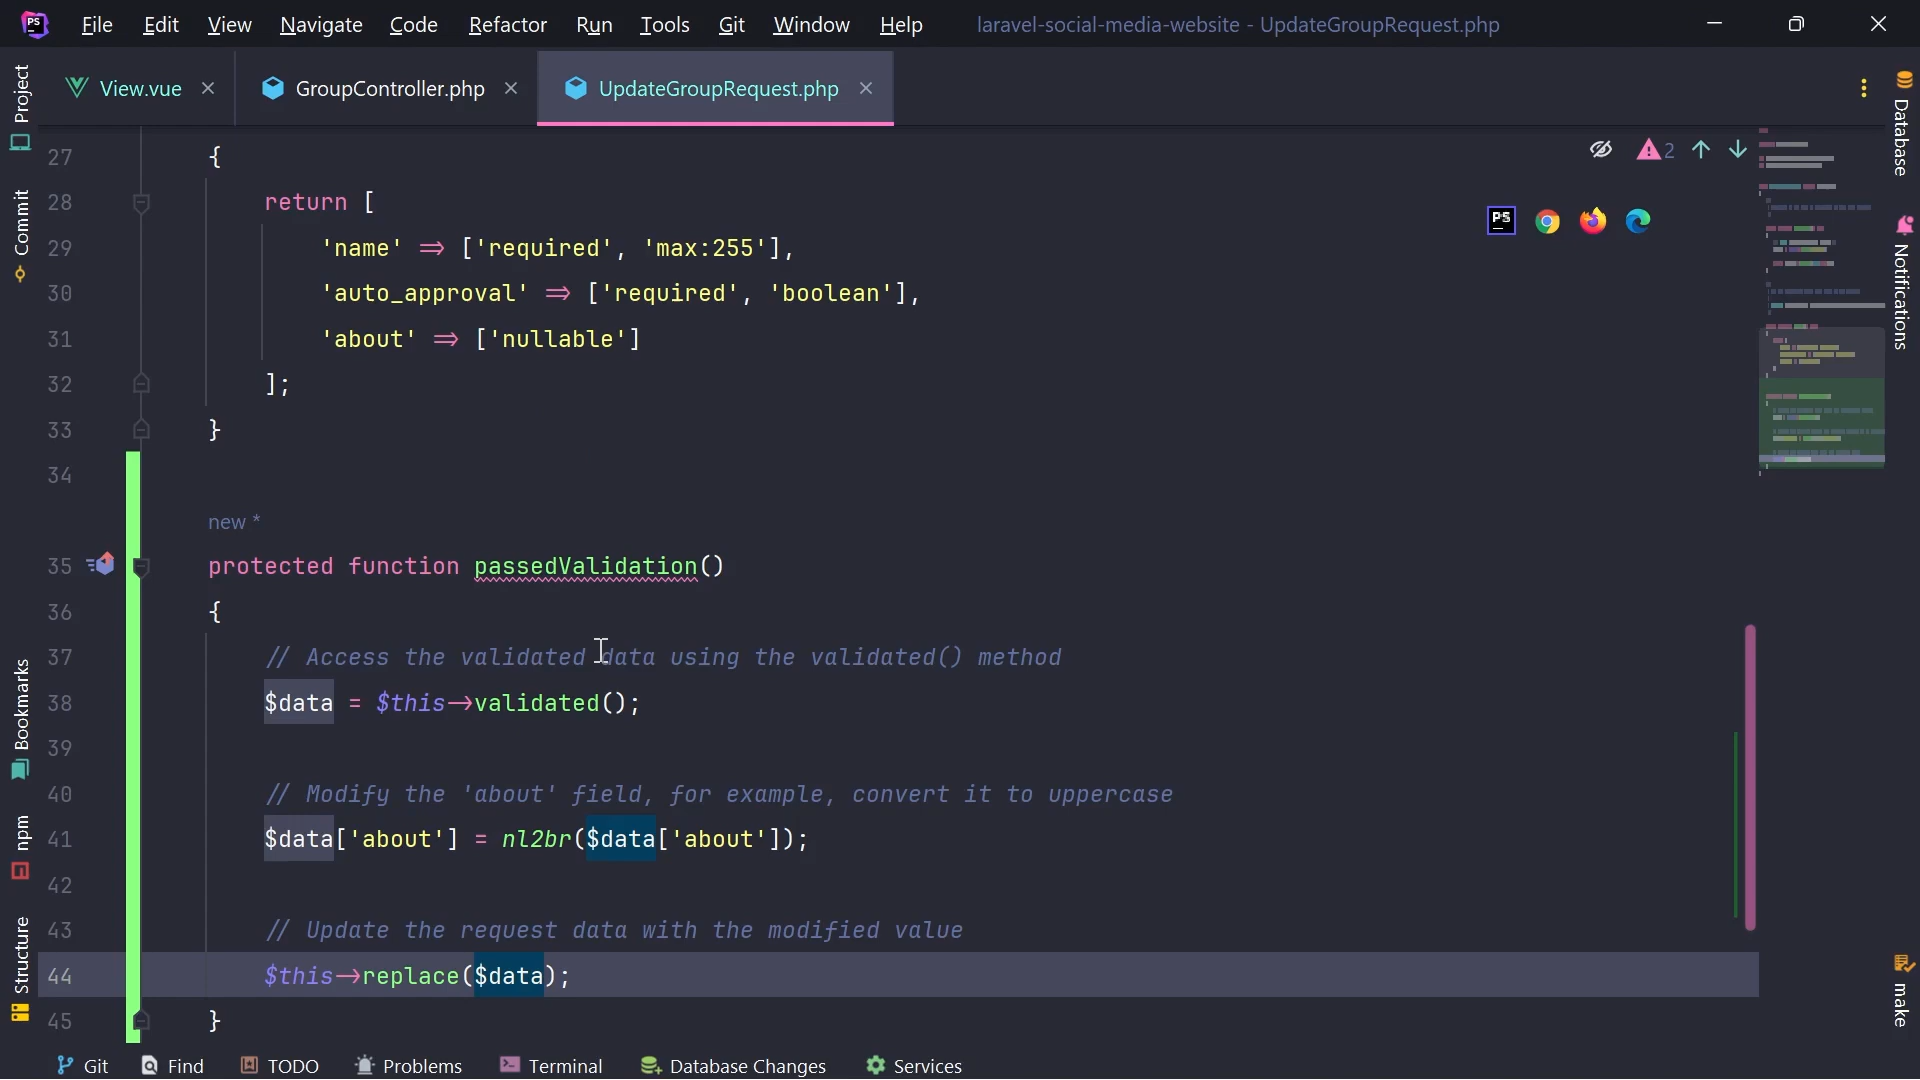 PS File Edit View Navigate Code Refactor Run Tools Git Window Help laravel-social-media-website - UpdateGroupRequest.php
View.vue GroupController.php UpdateGroupRequest.php
Project
Commit
Bookmarks
npm
Structure
2
PS
27 {
28 return [
29 'name' => ['required', 'max:255'],
30 'auto_approval' => ['required', 'boolean'],
31 'about' => ['nullable']
32 ];
33 }
34
new *
35 protected function passedValidation()
36 {
37 // Access the validated data using the validated() method
38 $data = $this->validated();
39
40 // Modify the 'about' field, for example, convert it to uppercase
41 $data['about'] = nl2br($data['about']);
42
43 // Update the request data with the modified value
44 $this->replace($data);
45 }
Database
Notifications
make
Git Find TODO Problems Terminal Database Changes Services